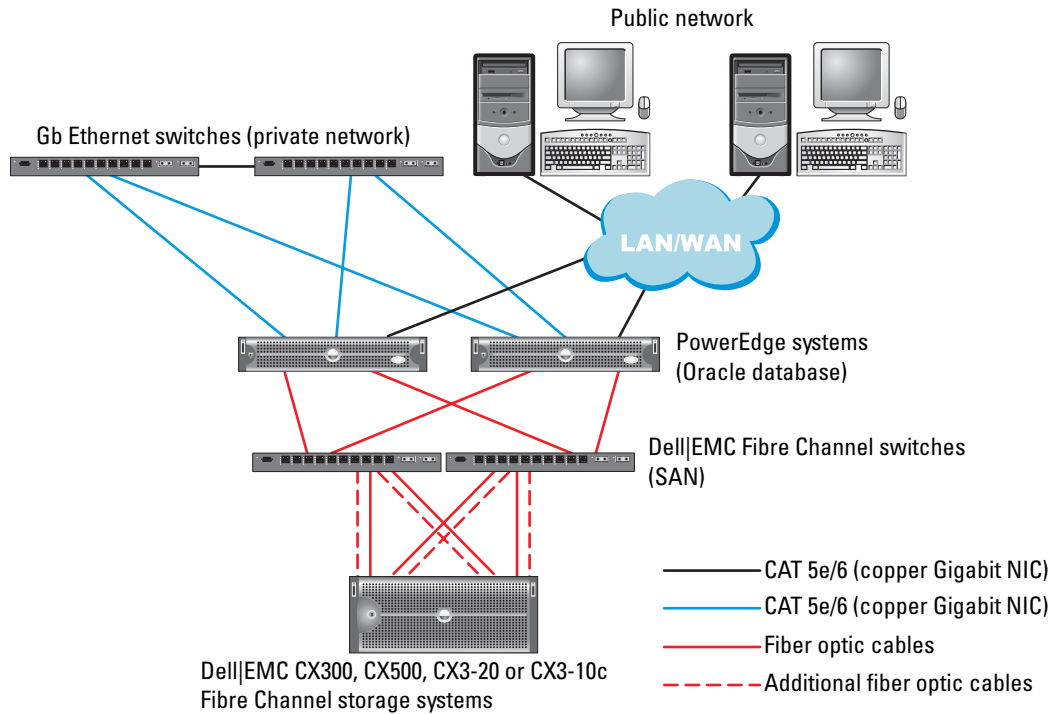 Public network
Gb Ethernet switches (private network)
LAN/WAN
PowerEdge systems
(Oracle database)
Dell|EMC Fibre Channel switches
(SAN)
CAT 5e/6 (copper Gigabit NIC)
CAT 5e/6 (copper Gigabit NIC)
Fiber optic cables
Additional fiber optic cables
Dell|EMC CX300, CX500, CX3-20 or CX3-10c
Fibre Channel storage systems